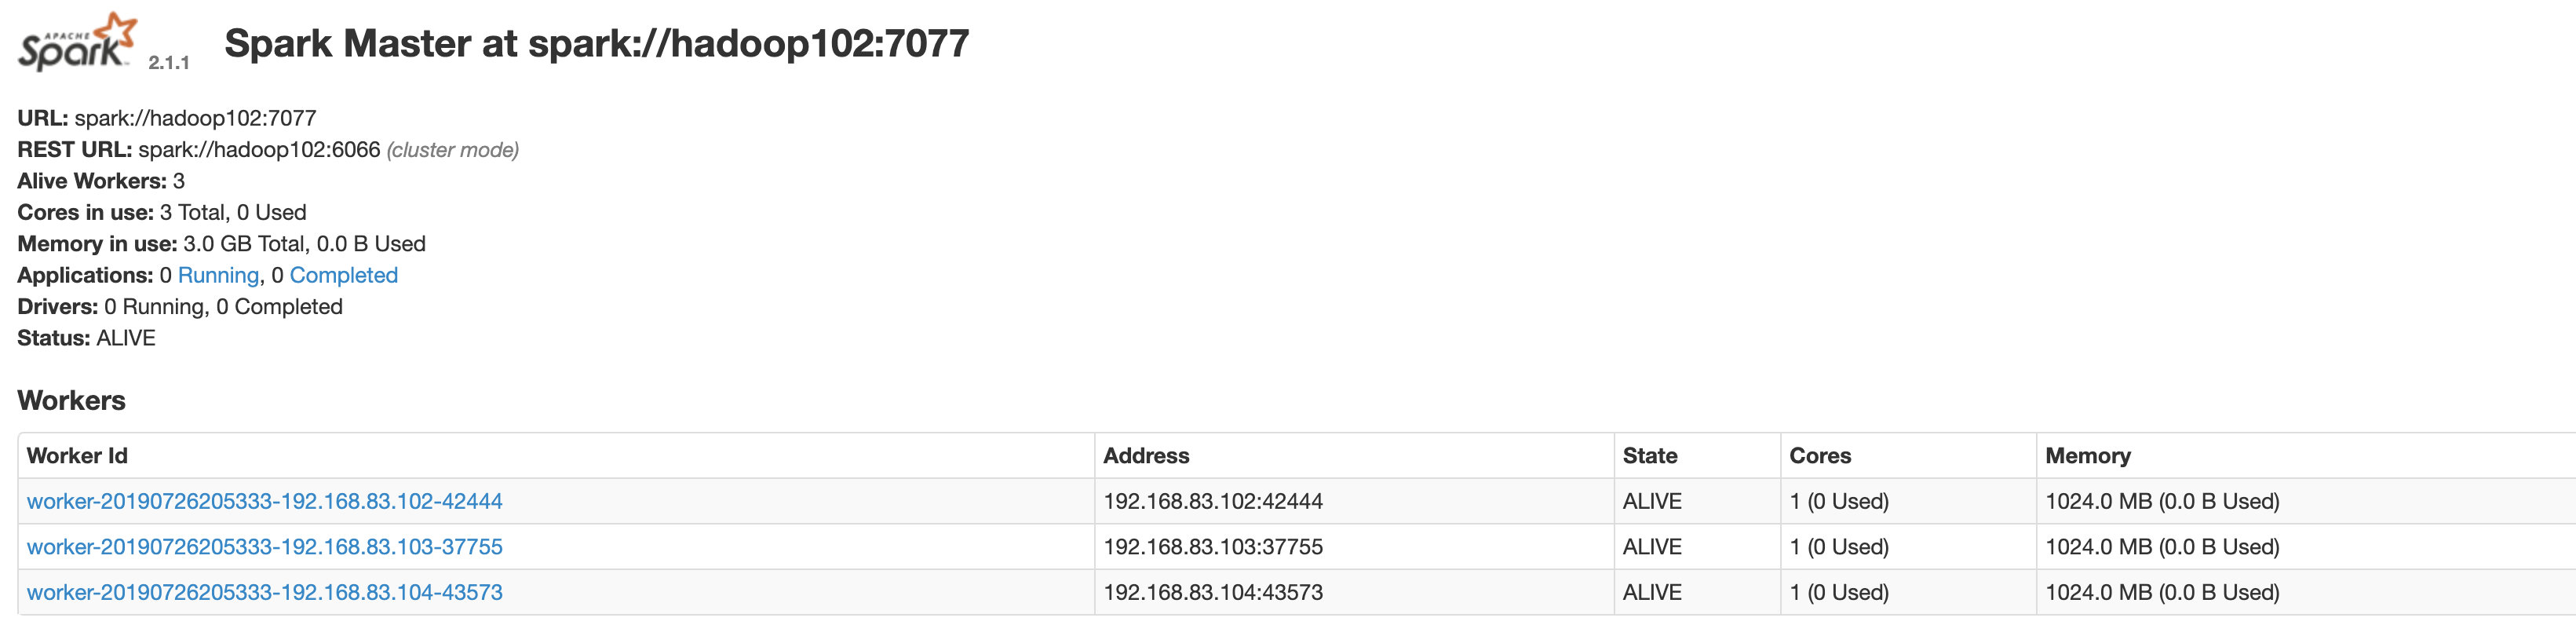 APACHE Spark 2.1.1 Spark Master at spark://hadoop102:7077
URL: spark://hadoop102:7077
REST URL: spark://hadoop102:6066 (cluster mode)
Alive Workers: 3
Cores in use: 3 Total, 0 Used
Memory in use: 3.0 GB Total, 0.0 B Used
Applications: 0 Running, 0 Completed
Drivers: 0 Running, 0 Completed
Status: ALIVE
Workers
Worker Id Address State Cores Memory
worker-20190726205333-192.168.83.102-42444 192.168.83.102:42444 ALIVE 1 (0 Used) 1024.0 MB (0.0 B Used)
worker-20190726205333-192.168.83.103-37755 192.168.83.103:37755 ALIVE 1 (0 Used) 1024.0 MB (0.0 B Used)
worker-20190726205333-192.168.83.104-43573 192.168.83.104:43573 ALIVE 1 (0 Used) 1024.0 MB (0.0 B Used)